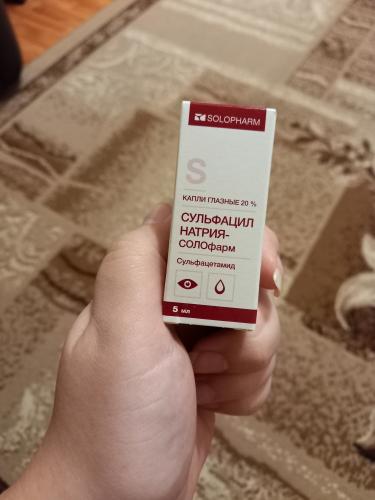 SOLOPHARM
S
КАПЛИ ГЛАЗНЫЕ 20 %
СУЛЬФАЦИЛ
НАТРИЯ-
СОЛОфарм
Сульфацетамид
5 мл